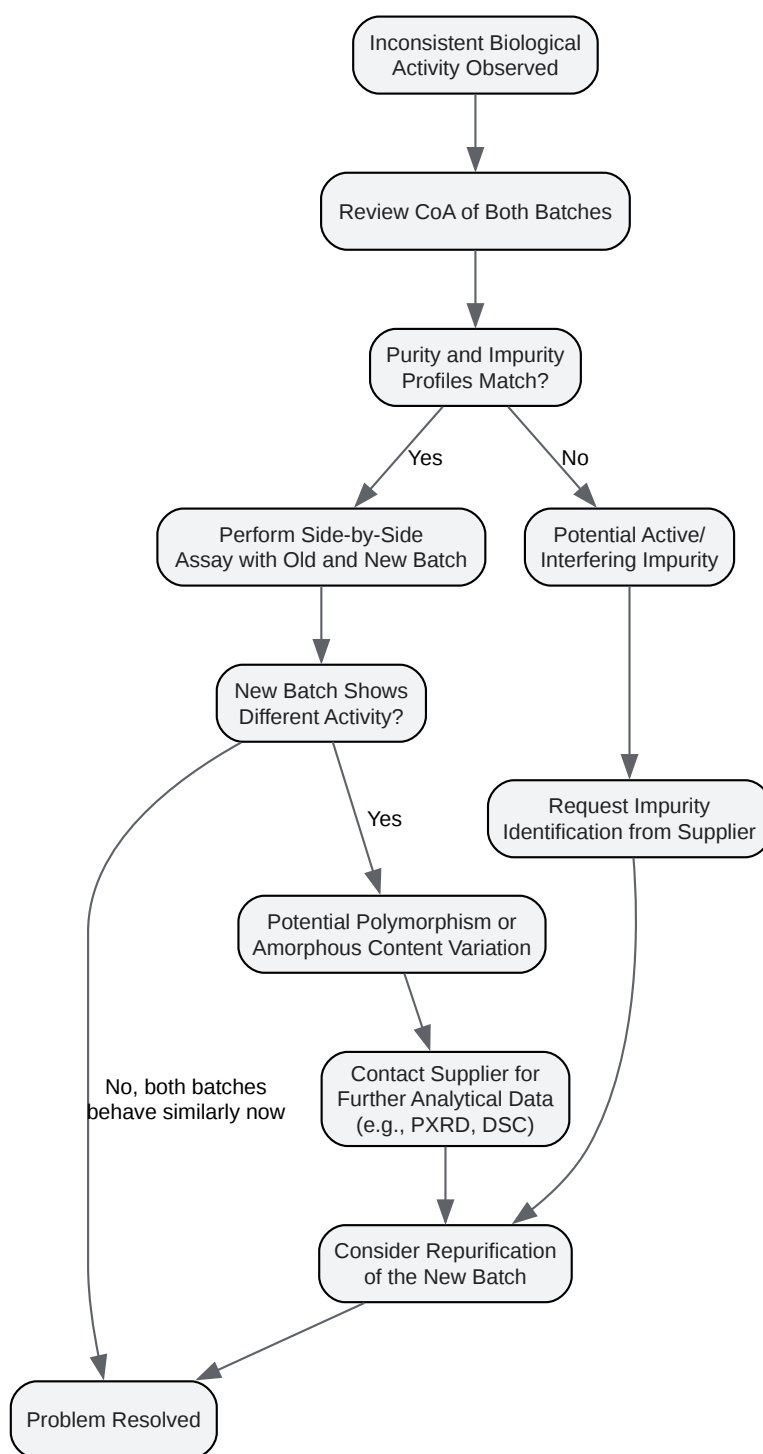 Inconsistent Biological
Activity Observed
Review CoA of Both Batches
Purity and Impurity
Profiles Match?
Yes
No
Perform Side-by-Side
Assay with Old and New Batch
Potential Active/
Interfering Impurity
New Batch Shows
Different Activity?
Request Impurity
Identification from Supplier
Yes
Potential Polymorphism or
Amorphous Content Variation
No, both batches
behave similarly now
Contact Supplier for
Further Analytical Data
(e.g., PXRD, DSC)
Consider Repurification
of the New Batch
Problem Resolved